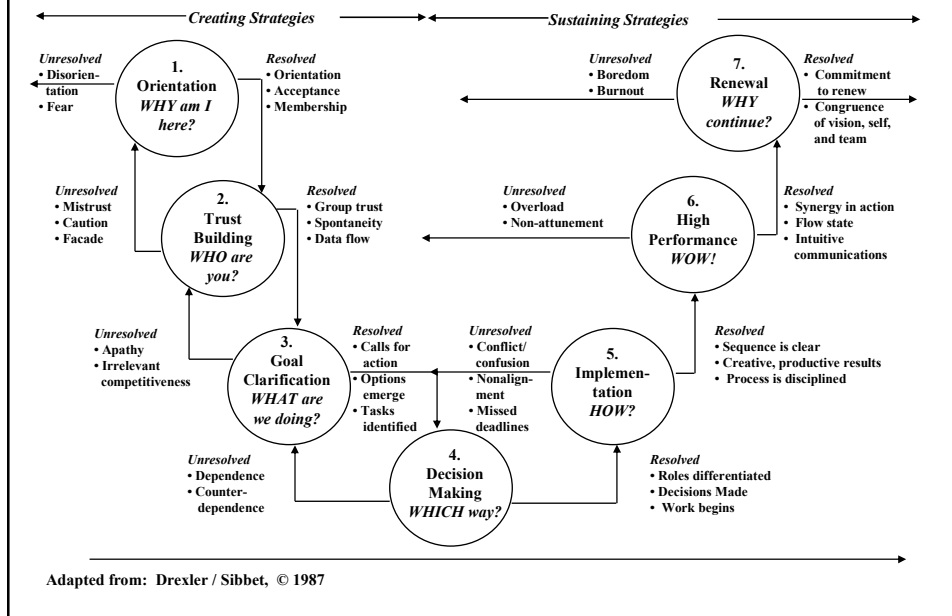 Creating Strategies
Sustaining Strategies
Unresolved
• Disorien-
tation
• Fear
1.
Orientation
WHY am I
here?
Resolved
• Orientation
• Acceptance
• Membership
Unresolved
• Mistrust
• Caution
• Facade
2.
Trust
Building
WHO are
you?
Resolved
• Group trust
• Spontaneity
• Data flow
Unresolved
• Apathy
• Irrelevant
competitiveness
3.
Goal
Clarification
WHAT are
we doing?
Resolved
• Calls for
action
• Options
emerge
• Tasks
identified
Unresolved
• Dependence
• Counter-
dependence
4.
Decision
Making
WHICH way?
Resolved
• Roles differentiated
• Decisions Made
• Work begins
Unresolved
• Conflict/
confusion
• Nonalign-
ment
• Missed
deadlines
5.
Implemen-
tation
HOW?
Resolved
• Sequence is clear
• Creative, productive results
• Process is disciplined
Unresolved
• Overload
• Non-attunement
6.
High
Performance
WOW!
Resolved
• Synergy in action
• Flow state
• Intuitive
communications
Unresolved
• Boredom
• Burnout
7.
Renewal
WHY
continue?
Resolved
• Commitment
to renew
• Congruence
of vision, self,
and team
Adapted from: Drexler / Sibbet, © 1987